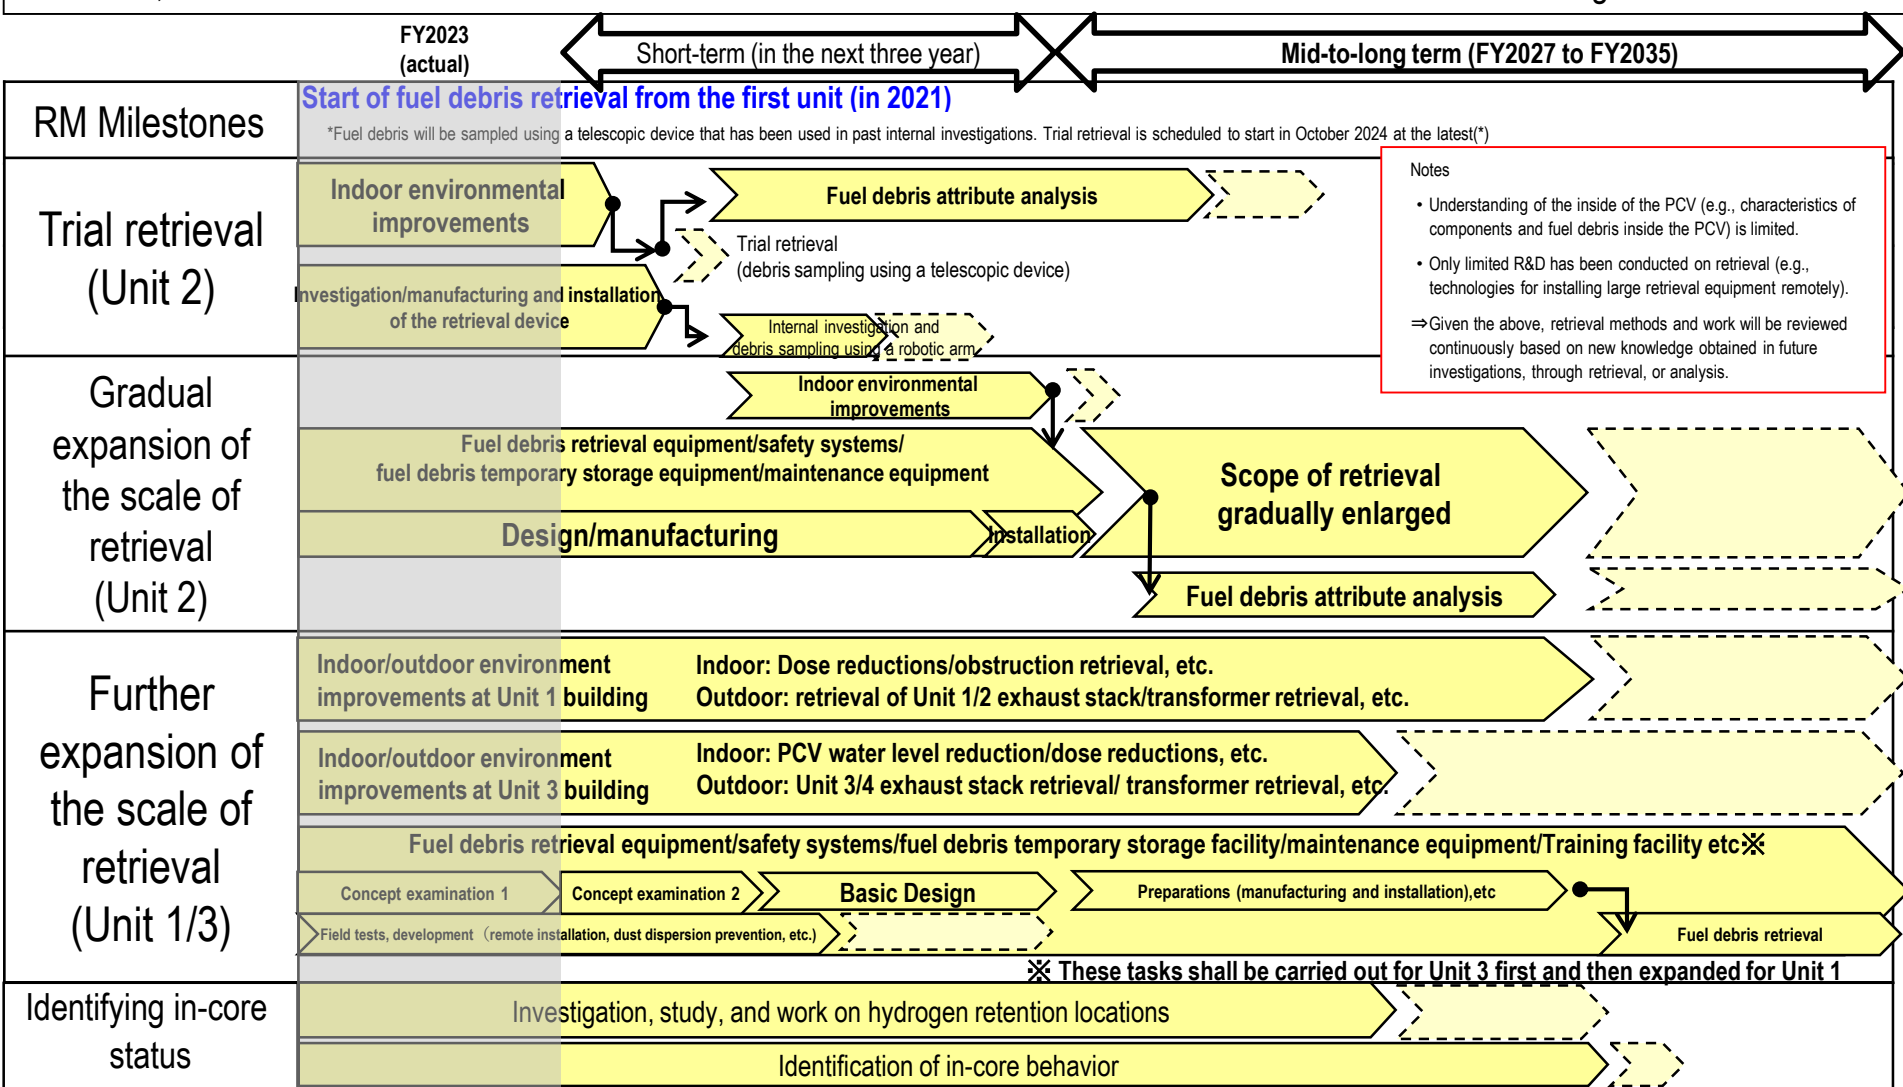 FY2023
(actual)
Short-term (in the next three year)
Mid-to-long term (FY2027 to FY2035)
RM Milestones
Start of fuel debris retrieval from the first unit (in 2021)
*Fuel debris will be sampled using a telescopic device that has been used in past internal investigations. Trial retrieval is scheduled to start in October 2024 at the latest(*)
Notes
• Understanding of the inside of the PCV (e.g., characteristics of
components and fuel debris inside the PCV) is limited.
• Only limited R&D has been conducted on retrieval (e.g.,
technologies for installing large retrieval equipment remotely).
⇒Given the above, retrieval methods and work will be reviewed
continuously based on new knowledge obtained in future
investigations, through retrieval, or analysis.
Trial retrieval
(Unit 2)
Indoor environmental
improvements
Fuel debris attribute analysis
Trial retrieval
(debris sampling using a telescopic device)
Investigation/manufacturing and installation
of the retrieval device
Internal investigation and
debris sampling using a robotic arm
Gradual
expansion of
the scale of
retrieval
(Unit 2)
Indoor environmental
improvements
Fuel debris retrieval equipment/safety systems/
fuel debris temporary storage equipment/maintenance equipment
Scope of retrieval
gradually enlarged
Design/manufacturing
Installation
Fuel debris attribute analysis
Further
expansion of
the scale of
retrieval
(Unit 1/3)
Indoor/outdoor environment
improvements at Unit 1 building
Indoor: Dose reductions/obstruction retrieval, etc.
Outdoor: retrieval of Unit 1/2 exhaust stack/transformer retrieval, etc.
Indoor/outdoor environment
improvements at Unit 3 building
Indoor: PCV water level reduction/dose reductions, etc.
Outdoor: Unit 3/4 exhaust stack retrieval/ transformer retrieval, etc.
Fuel debris retrieval equipment/safety systems/fuel debris temporary storage facility/maintenance equipment/Training facility etc※
Concept examination 1
Concept examination 2
Basic Design
Preparations (manufacturing and installation),etc
Field tests, development（remote installation, dust dispersion prevention, etc.)
Fuel debris retrieval
※ These tasks shall be carried out for Unit 3 first and then expanded for Unit 1
Identifying in-core
status
Investigation, study, and work on hydrogen retention locations
Identification of in-core behavior